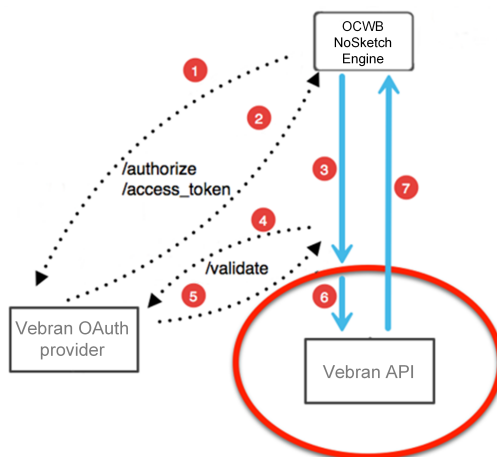 OCWB
NoSketch
Engine
1
2
/authorize
/access_token
3
7
4
/validate
5
6
Vebran OAuth
provider
Vebran API